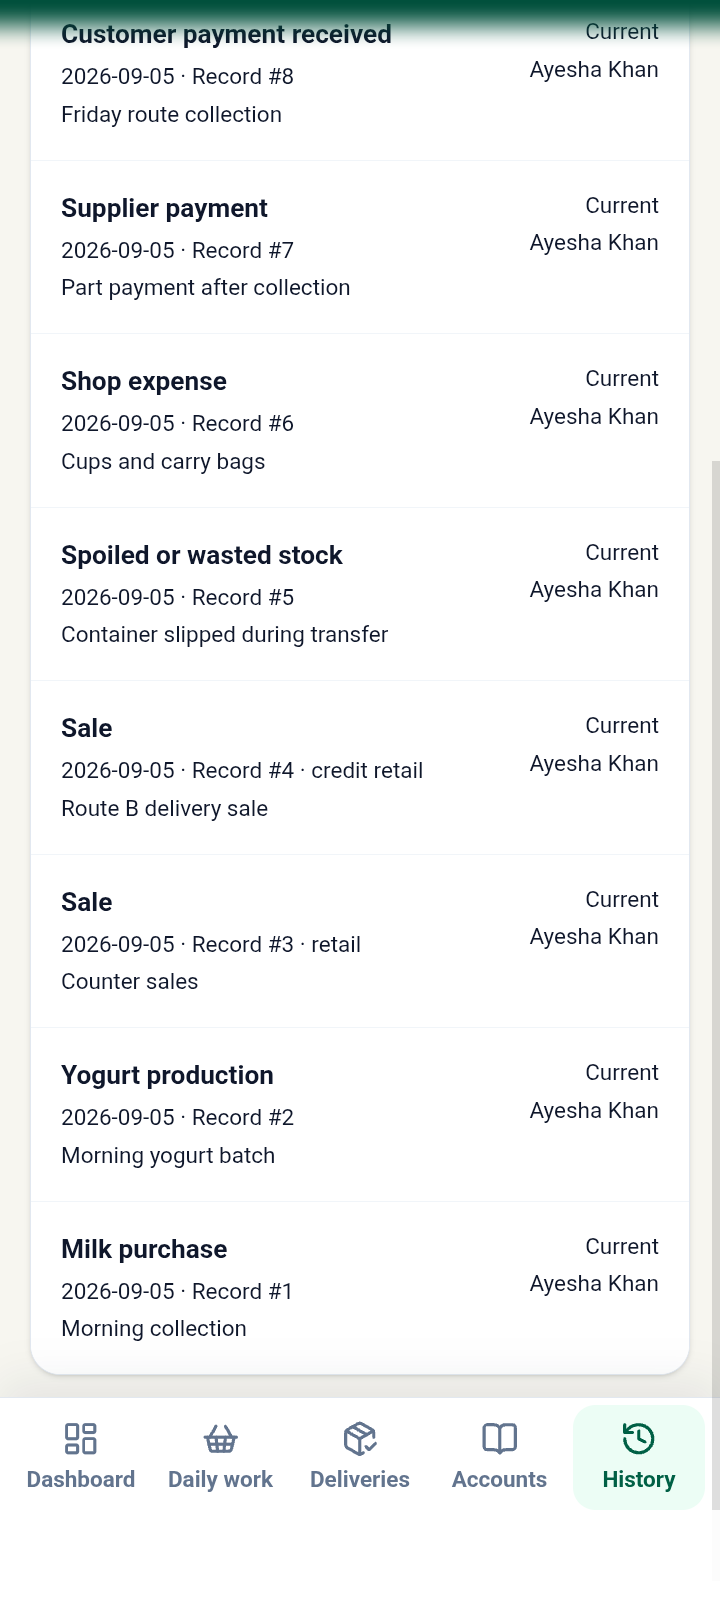 Customer payment received
Current
2026-09-05 · Record #8
Ayesha Khan
Friday route collection
Supplier payment
Current
2026-09-05 · Record #7
Ayesha Khan
Part payment after collection
Shop expense
Current
2026-09-05 · Record #6
Ayesha Khan
Cups and carry bags
Spoiled or wasted stock
Current
2026-09-05 · Record #5
Ayesha Khan
Container slipped during transfer
Sale
Current
2026-09-05 · Record #4 · credit retail
Ayesha Khan
Route B delivery sale
Sale
Current
2026-09-05 · Record #3 · retail
Ayesha Khan
Counter sales
Yogurt production
Current
2026-09-05 · Record #2
Ayesha Khan
Morning yogurt batch
Milk purchase
Current
2026-09-05 · Record #1
Ayesha Khan
Morning collection
Dashboard
Daily work
Deliveries
Accounts
History